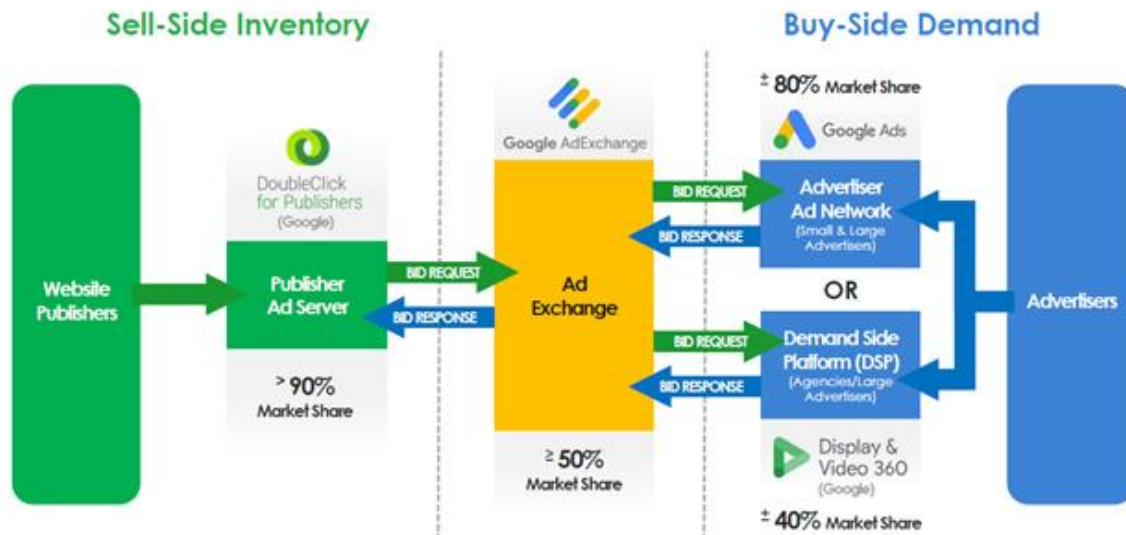 Sell-Side Inventory
Buy-Side Demand
Website
Publishers
DoubleClick
for Publishers
(Google)
Publisher
Ad Server
> 90%
Market Share
BID REQUEST
BID RESPONSE
Google AdExchange
Ad
Exchange
≥ 50%
Market Share
BID REQUEST
BID RESPONSE
BID REQUEST
BID RESPONSE
± 80% Market Share
Google Ads
Advertiser
Ad Network
(Small & Large
Advertisers)
OR
Demand Side
Platform (DSP)
(Agencies/Large
Advertisers)
Display &
Video 360
(Google)
± 40% Market Share
Advertisers